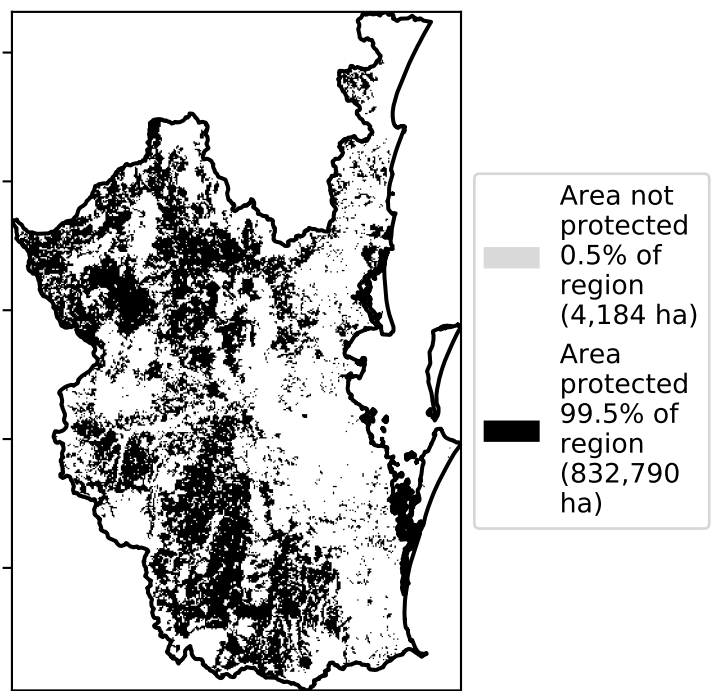 Area not
protected
0.5% of
region
(4,184 ha)
Area
protected
99.5% of
region
(832,790
ha)